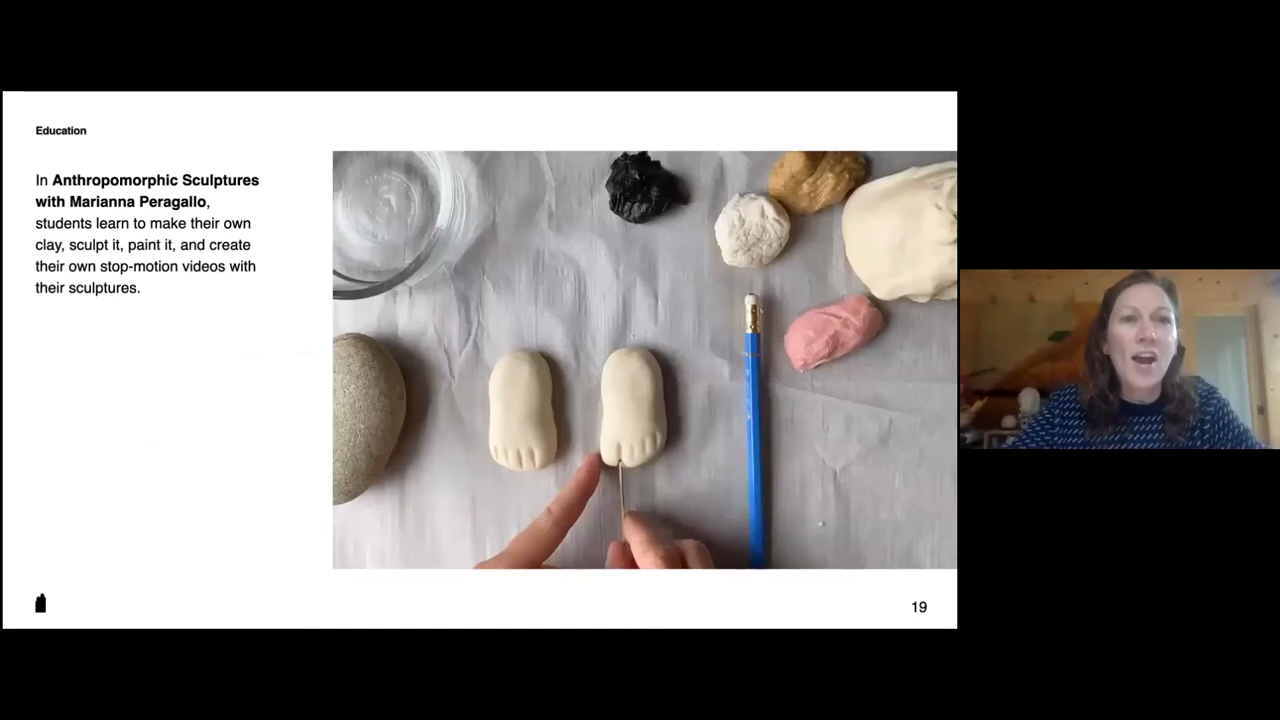 Education
In Anthropomorphic Sculptures
with Marianna Peragallo,
students learn to make their own
clay, sculpt it, paint it, and create
their own stop-motion videos with
their sculptures.
19